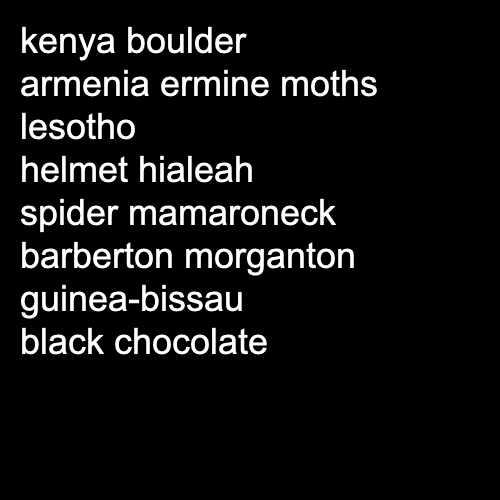 kenya boulder
armenia ermine moths
lesotho
helmet hialeah
spider mamaroneck
barberton morganton
guinea-bissau
black chocolate